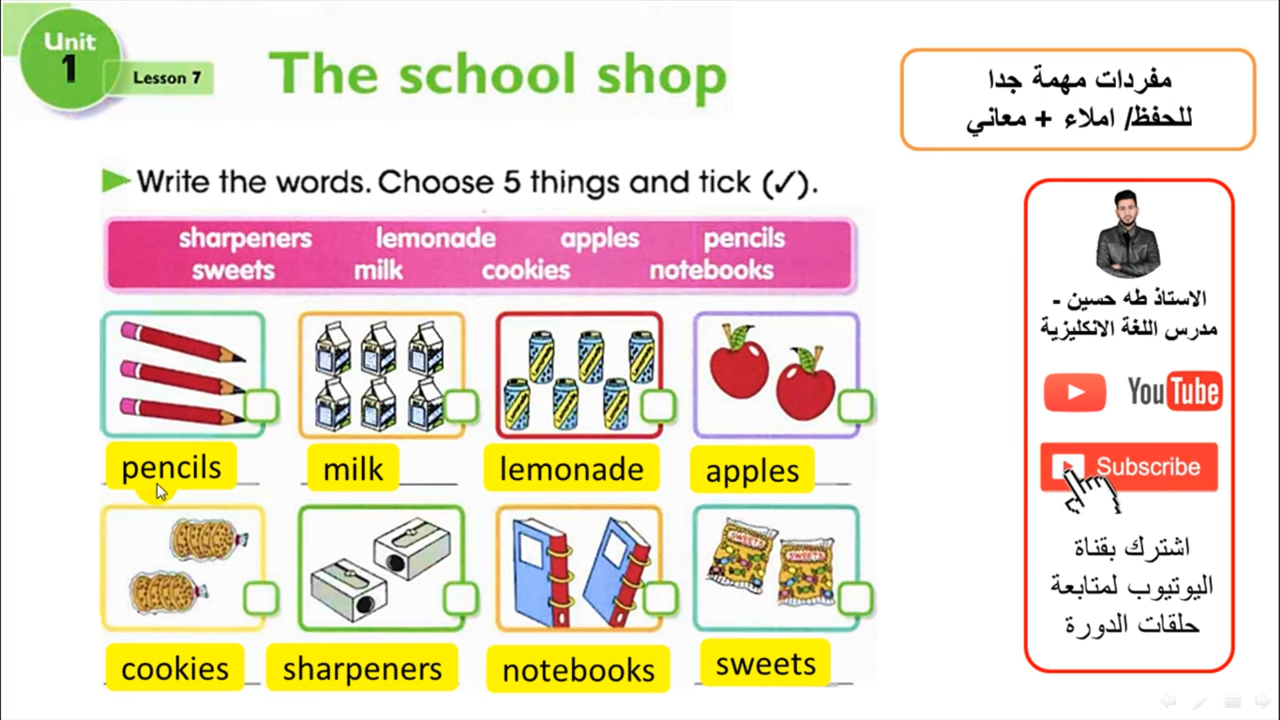 Unit
1
Lesson 7
The school shop
مفردات مهمة جدا
للحفظ/ املاء + معاني
Write the words. Choose 5 things and tick (✓).
sharpeners lemonade apples pencils
sweets milk cookies notebooks
pencils milk lemonade apples
SWEETS
SWEETS
cookies sharpeners notebooks sweets
الاستاذ طه حسين -
مدرس اللغة الانكليزية
YouTube
Subscribe
اشترك بقناة
اليوتيوب لمتابعة
حلقات الدورة